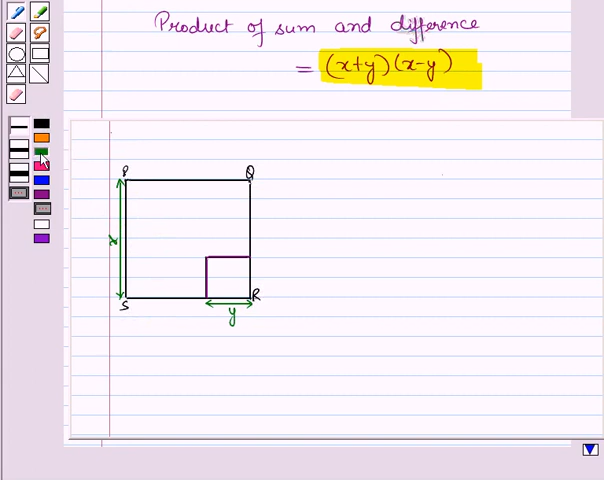 Product of sum and difference
= (x+y)(x-y)
P Q
x
S R
y